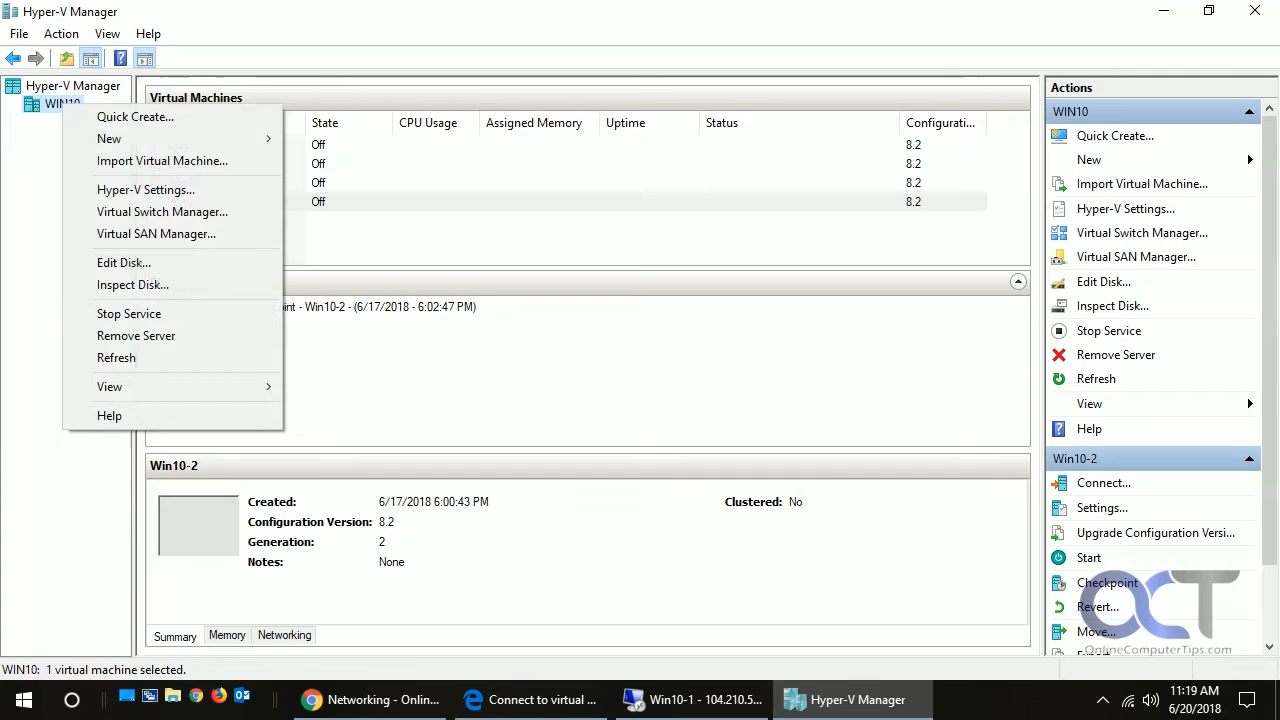 Hyper-V Manager
File Action View Help
Hyper-V Manager
WIN10
Quick Create...
New
Import Virtual Machine...
Hyper-V Settings...
Virtual Switch Manager...
Virtual SAN Manager...
Edit Disk...
Inspect Disk...
Stop Service
Remove Server
Refresh
View
Help
Virtual Machines
State CPU Usage Assigned Memory Uptime Status Configurati...
Off 8.2
Off 8.2
Off 8.2
Off 8.2
int - Win10-2 - (6/17/2018 - 6:02:47 PM)
Win10-2
Created: 6/17/2018 6:00:43 PM Clustered: No
Configuration Version: 8.2
Generation: 2
Notes: None
Summary Memory Networking
Actions
WIN10
Quick Create...
New
Import Virtual Machine...
Hyper-V Settings...
Virtual Switch Manager...
Virtual SAN Manager...
Edit Disk...
Inspect Disk...
Stop Service
Remove Server
Refresh
View
Help
Win10-2
Connect...
Settings...
Upgrade Configuration Versi...
Start
Checkpoint
Revert...
Move...
OCT
OnlineComputerTips.com
WIN10: 1 virtual machine selected.
Networking - Onlin...
Connect to virtual ...
Win10-1 - 104.210.5...
Hyper-V Manager
11:19 AM
6/20/2018